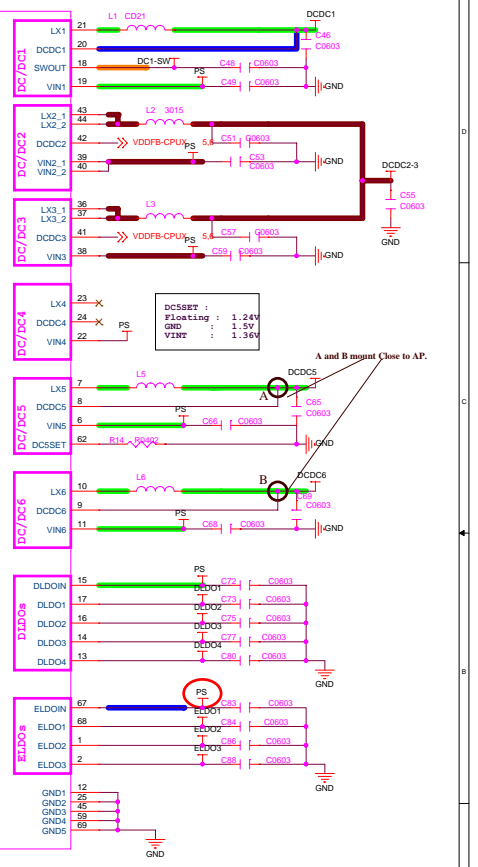 L1 CD21
DCDC1
21
LX1
C46
20
DCDC1
C0603
18
SWOUT
DC1-SW
C48 C0603
PS
19
VIN1
C49 C0603
GND
DC/DC1
43
LX2_1
44
LX2_2
L2 3015
42
DCDC2
VDDFB-CPUX 5,6
C51 C0603
PS
39
VIN2_1
40
VIN2_2
C53
C0603
GND
DC/DC2
DCDC2-3
C55
C0603
GND
36
LX3_1
37
LX3_2
L3
41
DCDC3
VDDFB-CPUX 5,6
C57 C0603
PS
38
VIN3
C59 C0603
GND
DC/DC3
23
LX4
24
DCDC4
22
VIN4
PS
DC/DC4
DC5SET :
Floating : 1.24V
GND : 1.5V
VINT : 1.36V
A and B mount Close to AP.
7
LX5
L5
DCDC5
8
DCDC5
A
C65
C0603
6
VIN5
PS
C66 C0603
62
DC5SET
R14 R0402
GND
DC/DC5
10
LX6
L6
B
DCDC6
9
DCDC6
C69
C0603
11
VIN6
PS
C68 C0603
GND
DC/DC6
PS
15
DLDOIN
C72 C0603
DLDO1
17
DLDO1
C73 C0603
DLDO2
16
DLDO2
C75 C0603
DLDO3
14
DLDO3
C77 C0603
DLDO4
13
DLDO4
C80 C0603
GND
DLDOs
PS
67
ELDOIN
C83 C0603
ELDO1
68
ELDO1
C84 C0603
ELDO2
1
ELDO2
C86 C0603
ELDO3
2
ELDO3
C88 C0603
GND
ELDOs
12
GND1
25
GND2
45
GND3
59
GND4
69
GND5
GND
D
C
B